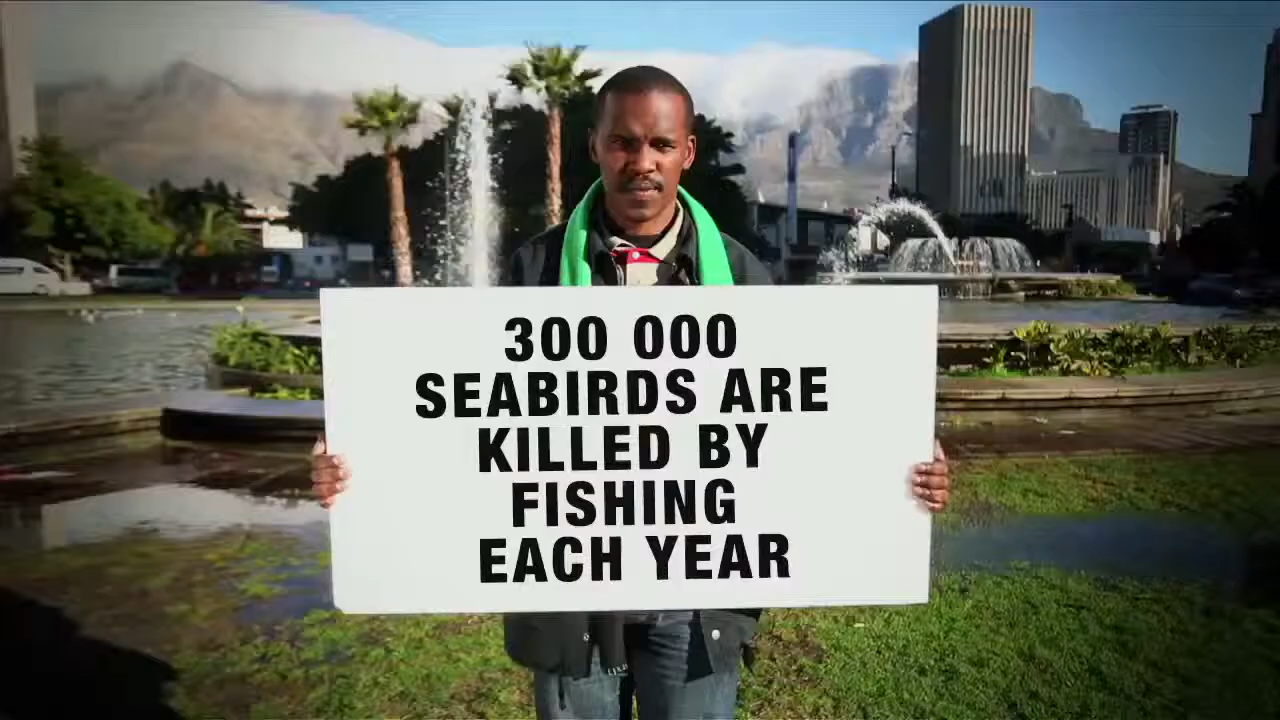 300 000
SEABIRDS ARE
KILLED BY
FISHING
EACH YEAR